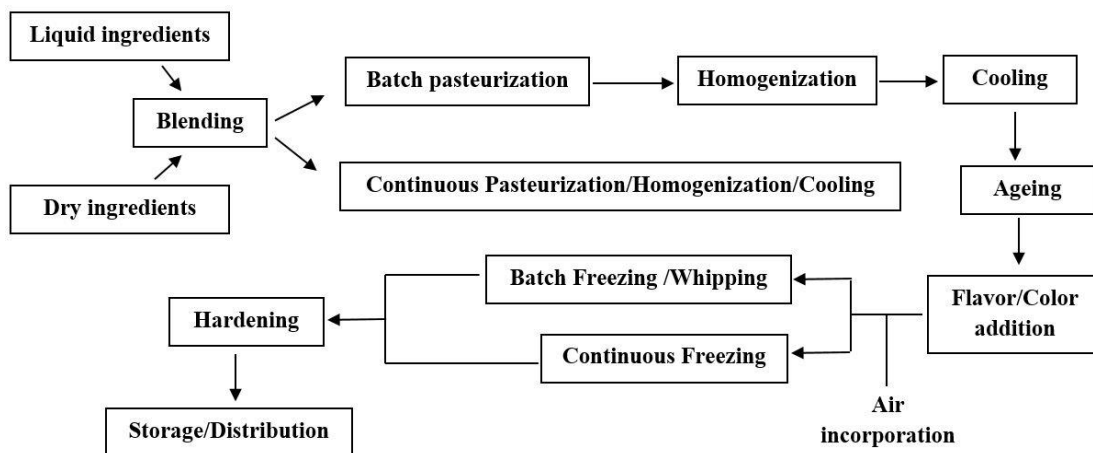 Liquid ingredients
Dry ingredients
Blending
Batch pasteurization
Homogenization
Cooling
Continuous Pasteurization/Homogenization/Cooling
Ageing
Flavor/Color
addition
Air
incorporation
Batch Freezing /Whipping
Continuous Freezing
Hardening
Storage/Distribution